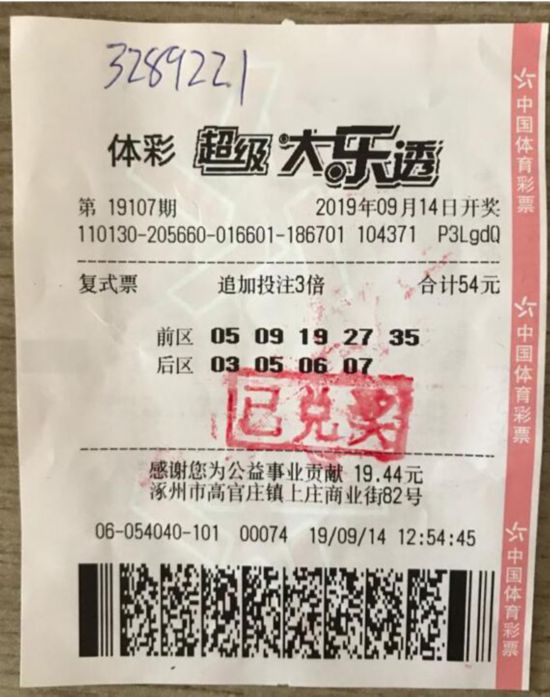 3289221
体彩 超级大乐透
第 19107期 2019年09月14日开奖
110130-205660-016601-186701 104371 P3LgdQ
复式票 追加投注3倍 合计54元
前区 05 09 19 27 35
后区 03 05 06 07
已兑奖
感谢您为公益事业贡献 19.44元
涿州市高官庄镇上庄商业街82号
06-054040-101 00074 19/09/14 12:54:45
中国体育彩票
中国体育彩票
中国体育彩票